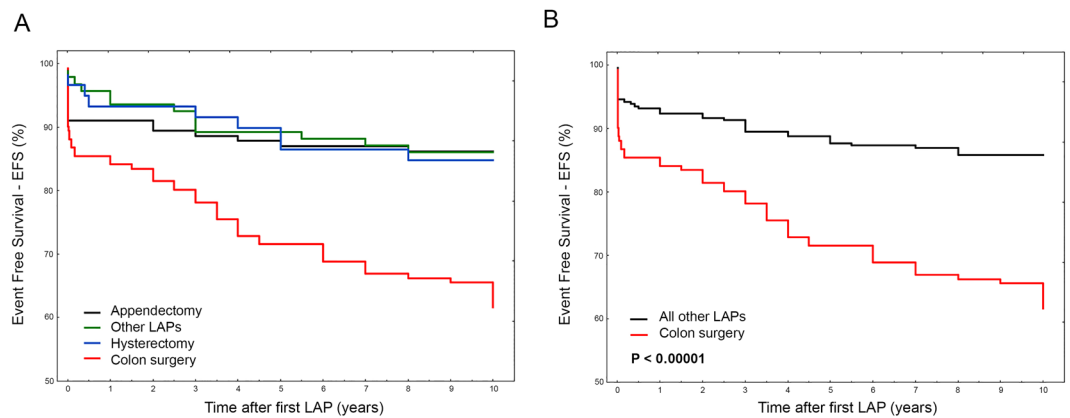 A
Event Free Survival - EFS (%)
100
90
80
70
60
50
0 1 2 3 4 5 6 7 8 9 10
Time after first LAP (years)
Appendectomy
Other LAPs
Hysterectomy
Colon surgery
B
Event Free Survival - EFS (%)
100
90
80
70
60
50
0 1 2 3 4 5 6 7 8 9 10
Time after first LAP (years)
All other LAPs
Colon surgery
P < 0.00001